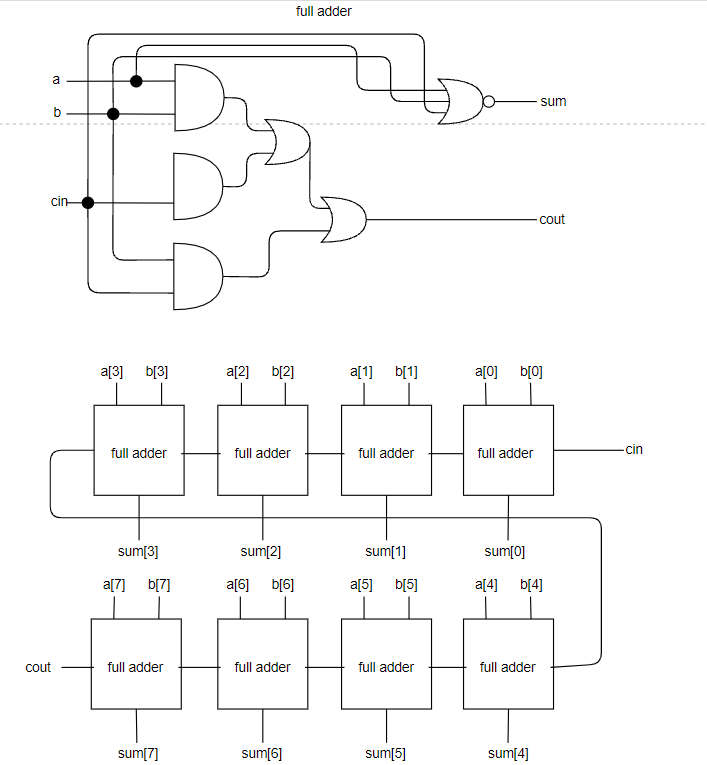 full adder
a
b
sum
cin
cout
a[3] b[3] a[2] b[2] a[1] b[1] a[0] b[0]
full adder full adder full adder full adder cin
sum[3] sum[2] sum[1] sum[0]
a[7] b[7] a[6] b[6] a[5] b[5] a[4] b[4]
cout full adder full adder full adder full adder
sum[7] sum[6] sum[5] sum[4]